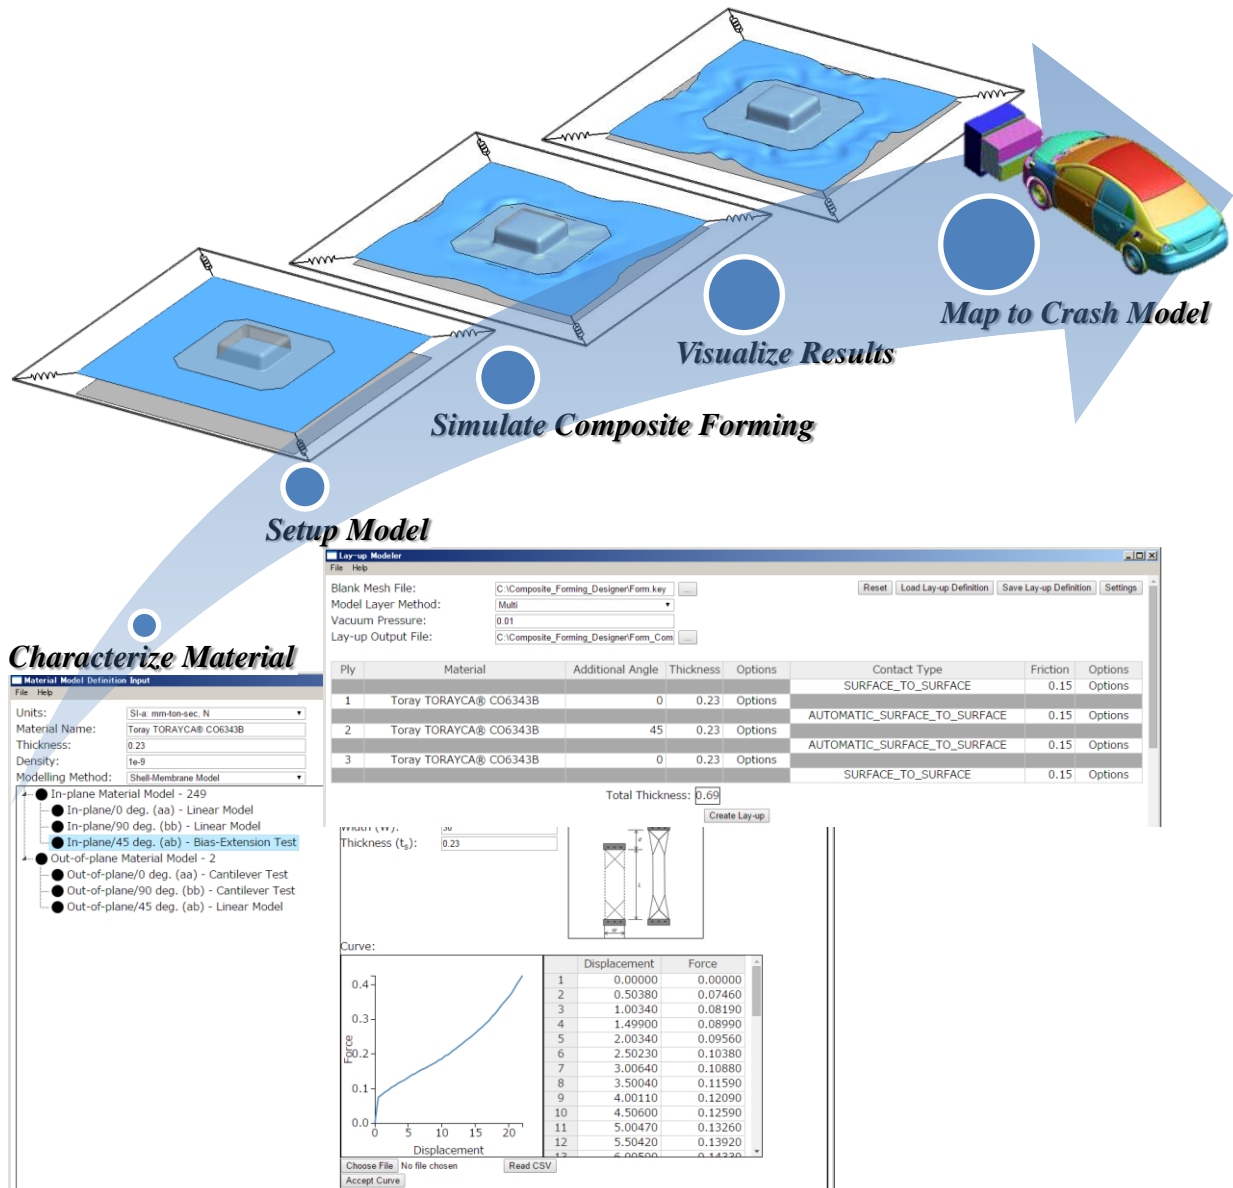 Map to Crash Model
Visualize Results
Simulate Composite Forming
Setup Model
Characterize Material
Lay-up Modeler
File Help
Blank Mesh File: C:\Composite_Forming_Designer\Form.key ...
Reset Load Lay-up Definition Save Lay-up Definition Settings
Model Layer Method: Multi
Vacuum Pressure: 0.01
Lay-up Output File: C:\Composite_Forming_Designer\Form_Com ...
Ply Material Additional Angle Thickness Options Contact Type Friction Options
SURFACE_TO_SURFACE 0.15 Options
1 Toray TORAYCA® CO6343B 0 0.23 Options
AUTOMATIC_SURFACE_TO_SURFACE 0.15 Options
2 Toray TORAYCA® CO6343B 45 0.23 Options
AUTOMATIC_SURFACE_TO_SURFACE 0.15 Options
3 Toray TORAYCA® CO6343B 0 0.23 Options
SURFACE_TO_SURFACE 0.15 Options
Total Thickness: 0.69
Create Lay-up
Material Model Definition Input
File Help
Units: SI-a: mm-ton-sec, N
Material Name: Toray TORAYCA® CO6343B
Thickness: 0.23
Density: 1e-9
Modelling Method: Shell-Membrane Model
In-plane Material Model - 249
In-plane/0 deg. (aa) - Linear Model
In-plane/90 deg. (bb) - Linear Model
In-plane/45 deg. (ab) - Bias-Extension Test
Out-of-plane Material Model - 2
Out-of-plane/0 deg. (aa) - Cantilever Test
Out-of-plane/90 deg. (bb) - Cantilever Test
Out-of-plane/45 deg. (ab) - Linear Model
Width (W):
Thickness (ts): 0.23
d
L
W
Curve:
Force
0.4
0.3
0.2
0.1
0.0
0 5 10 15 20
Displacement
Displacement Force
1 0.00000 0.00000
2 0.50380 0.07460
3 1.00340 0.08190
4 1.49900 0.08990
5 2.00340 0.09560
6 2.50230 0.10380
7 3.00640 0.10880
8 3.50040 0.11590
9 4.00110 0.12090
10 4.50600 0.12590
11 5.00470 0.13260
12 5.50420 0.13920
Choose File No file chosen Read CSV
Accept Curve